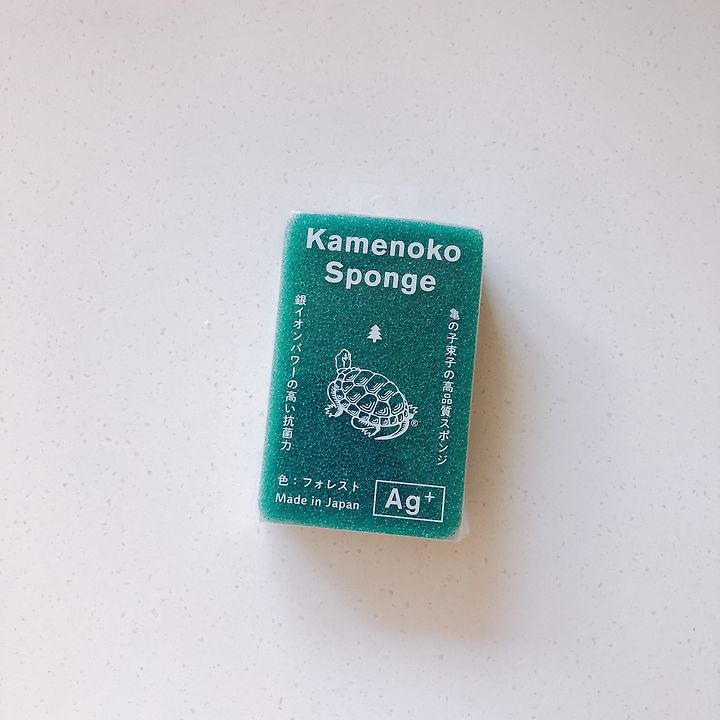 Kamenoko
Sponge
亀の子束子の高品質スポンジ
銀イオンパワーの高い抗菌力
®
色：フォレスト
Made in Japan
Ag⁺